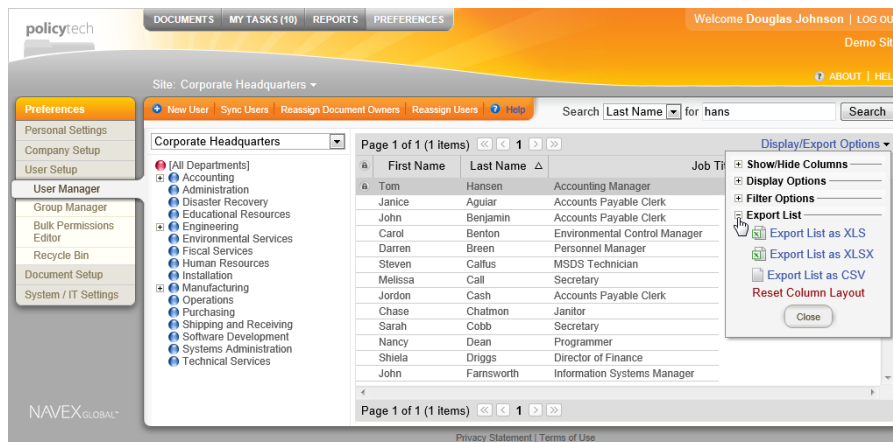 policytech
DOCUMENTS MY TASKS (10) REPORTS PREFERENCES
Welcome Douglas Johnson | LOG OU
Demo Sit
Site: Corporate Headquarters
? ABOUT | HEL
Preferences
Personal Settings
Company Setup
User Setup
User Manager
Group Manager
Bulk Permissions
Editor
Recycle Bin
Document Setup
System / IT Settings
New User | Sync Users | Reassign Document Owners | Reassign Users | ? Help
Search Last Name for hans Search
Corporate Headquarters
[All Departments]
Accounting
Administration
Disaster Recovery
Educational Resources
Engineering
Environmental Services
Fiscal Services
Human Resources
Installation
Manufacturing
Operations
Purchasing
Shipping and Receiving
Software Development
Systems Administration
Technical Services
Page 1 of 1 (1 items) 1
Display/Export Options
First Name Last Name Job Tit
Tom Hansen Accounting Manager
Janice Aguiar Accounts Payable Clerk
John Benjamin Accounts Payable Clerk
Carol Benton Environmental Control Manager
Darren Breen Personnel Manager
Steven Calfus MSDS Technician
Melissa Call Secretary
Jordon Cash Accounts Payable Clerk
Chase Chatmon Janitor
Sarah Cobb Secretary
Nancy Dean Programmer
Shiela Driggs Director of Finance
John Farnsworth Information Systems Manager
Show/Hide Columns
Display Options
Filter Options
Export List
Export List as XLS
Export List as XLSX
Export List as CSV
Reset Column Layout
Close
Page 1 of 1 (1 items) 1
NAVEX GLOBAL
Privacy Statement | Terms of Use